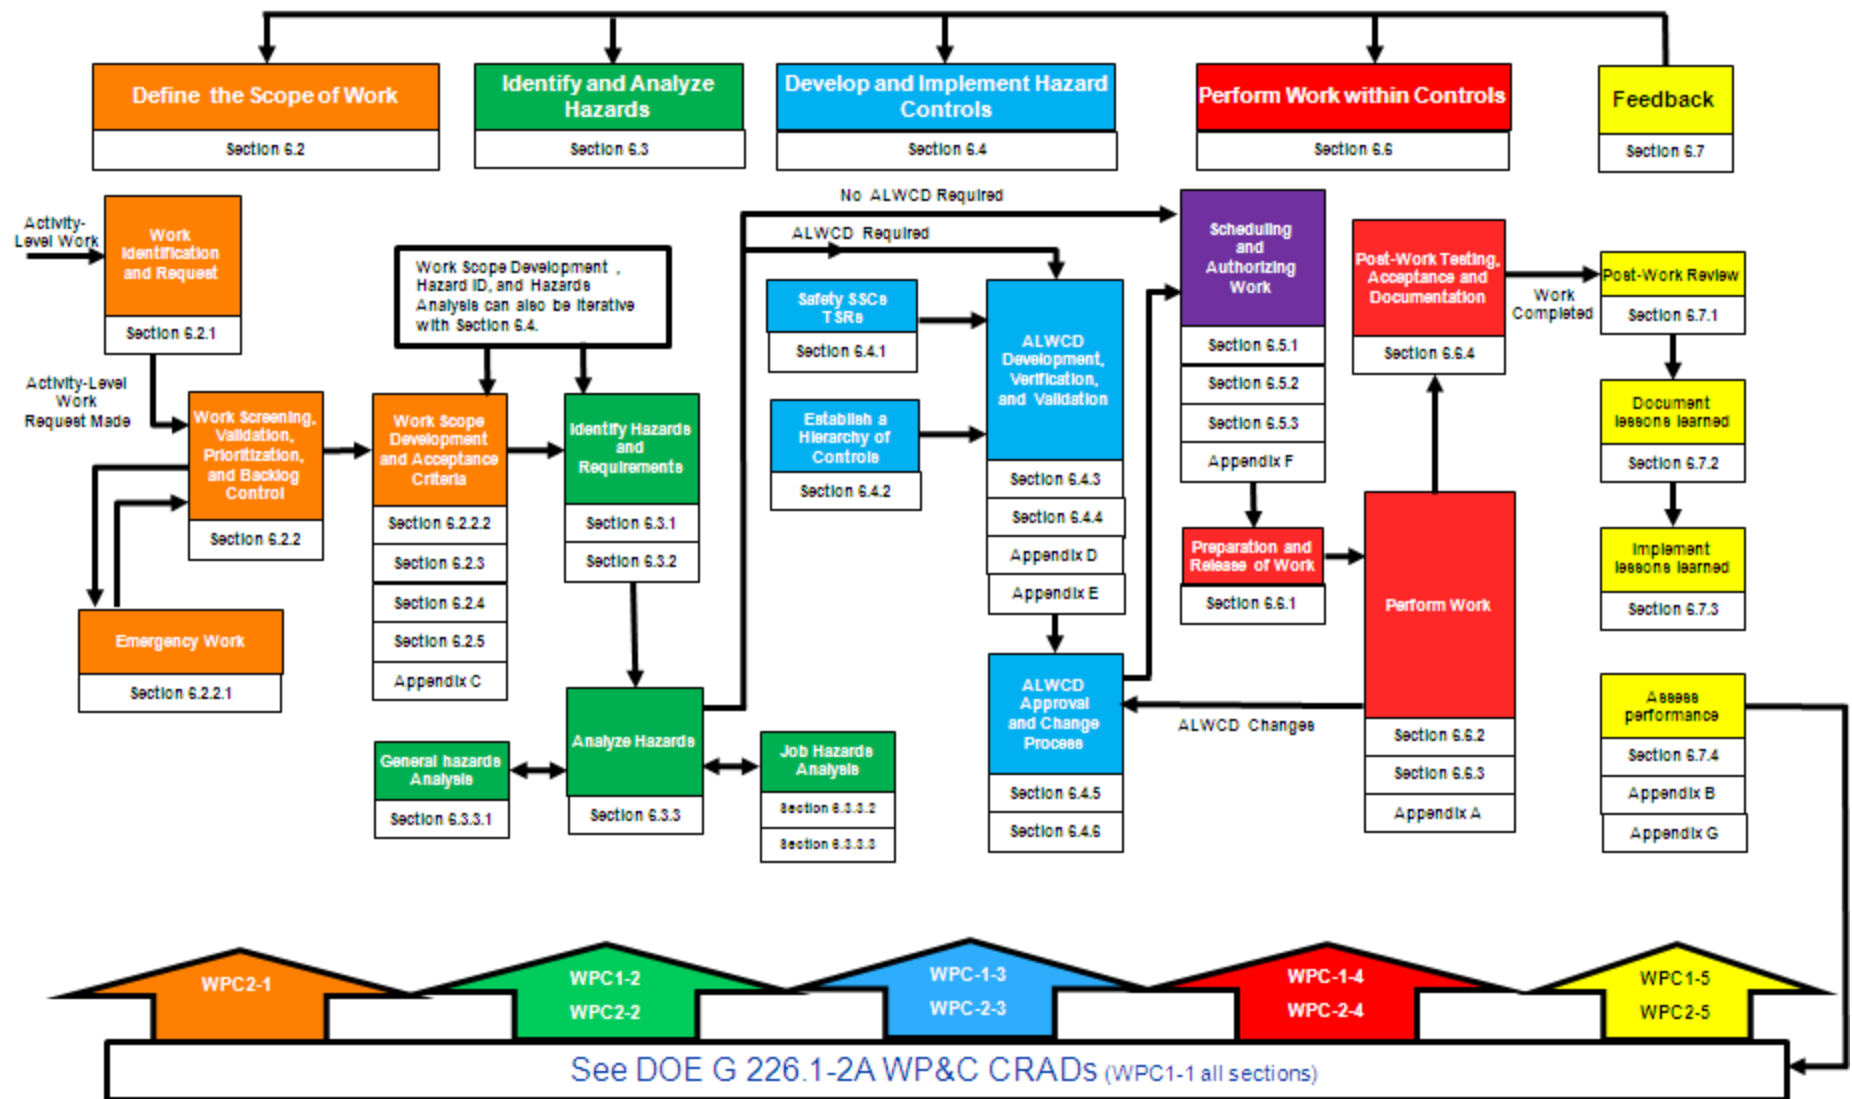 Define the Scope of Work
Section 6.2
Identify and Analyze
Hazards
Section 6.3
Develop and Implement Hazard
Controls
Section 6.4
Perform Work within Controls
Section 6.6
Feedback
Section 6.7
Activity-
Level Work
Work
Identification
and Request
Section 6.2.1
Activity-Level
Work
Request Made
Work Screening,
Validation,
Prioritization,
and Backlog
Control
Section 6.2.2
Emergency Work
Section 6.2.2.1
Work Scope Development ,
Hazard ID, and Hazards
Analysis can also be iterative
with Section 6.4.
Work Scope
Development
and Acceptance
Criteria
Section 6.2.2.2
Section 6.2.3
Section 6.2.4
Section 6.2.5
Appendix C
Identify Hazards
and
Requirements
Section 6.3.1
Section 6.3.2
Analyze Hazards
Section 6.3.3
General hazards
Analysis
Section 6.3.3.1
Job Hazards
Analysis
Section 6.3.3.2
Section 6.3.3.3
No ALWCD Required
ALWCD Required
Safety SSCs
TSRs
Section 6.4.1
Establish a
Hierarchy of
Controls
Section 6.4.2
ALWCD
Development,
Verification,
and Validation
Section 6.4.3
Section 6.4.4
Appendix D
Appendix E
ALWCD
Approval
and Change
Process
Section 6.4.5
Section 6.4.6
Scheduling
and
Authorizing
Work
Section 6.5.1
Section 6.5.2
Section 6.5.3
Appendix F
Preparation and
Release of Work
Section 6.6.1
ALWCD Changes
Post-Work Testing,
Acceptance and
Documentation
Section 6.6.4
Perform Work
Section 6.6.2
Section 6.6.3
Appendix A
Work
Completed
Post-Work Review
Section 6.7.1
Document
lessons learned
Section 6.7.2
Implement
lessons learned
Section 6.7.3
Assess
performance
Section 6.7.4
Appendix B
Appendix G
WPC2-1
WPC1-2
WPC2-2
WPC-1-3
WPC-2-3
WPC-1-4
WPC-2-4
WPC1-5
WPC2-5
See DOE G 226.1-2A WP&C CRADs (WPC1-1 all sections)